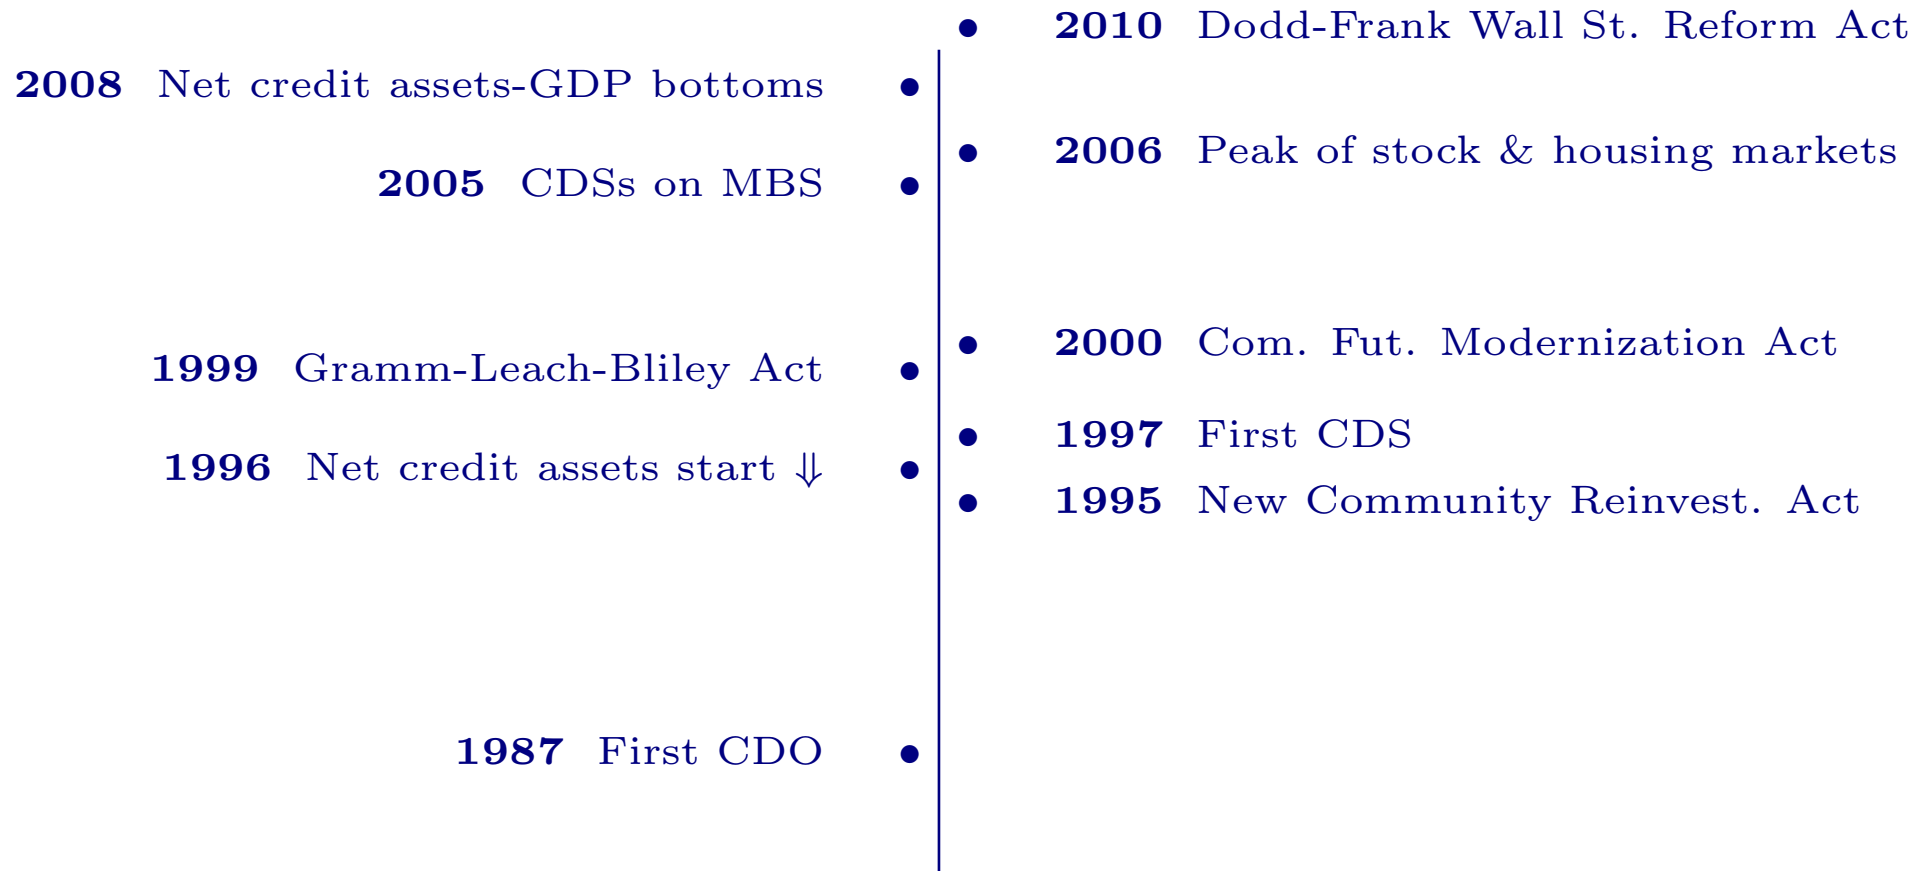 • 2010 Dodd-Frank Wall St. Reform Act
2008 Net credit assets-GDP bottoms •
• 2006 Peak of stock & housing markets
2005 CDSs on MBS •
• 2000 Com. Fut. Modernization Act
1999 Gramm-Leach-Bliley Act •
• 1997 First CDS
1996 Net credit assets start ⇓ •
• 1995 New Community Reinvest. Act
1987 First CDO •